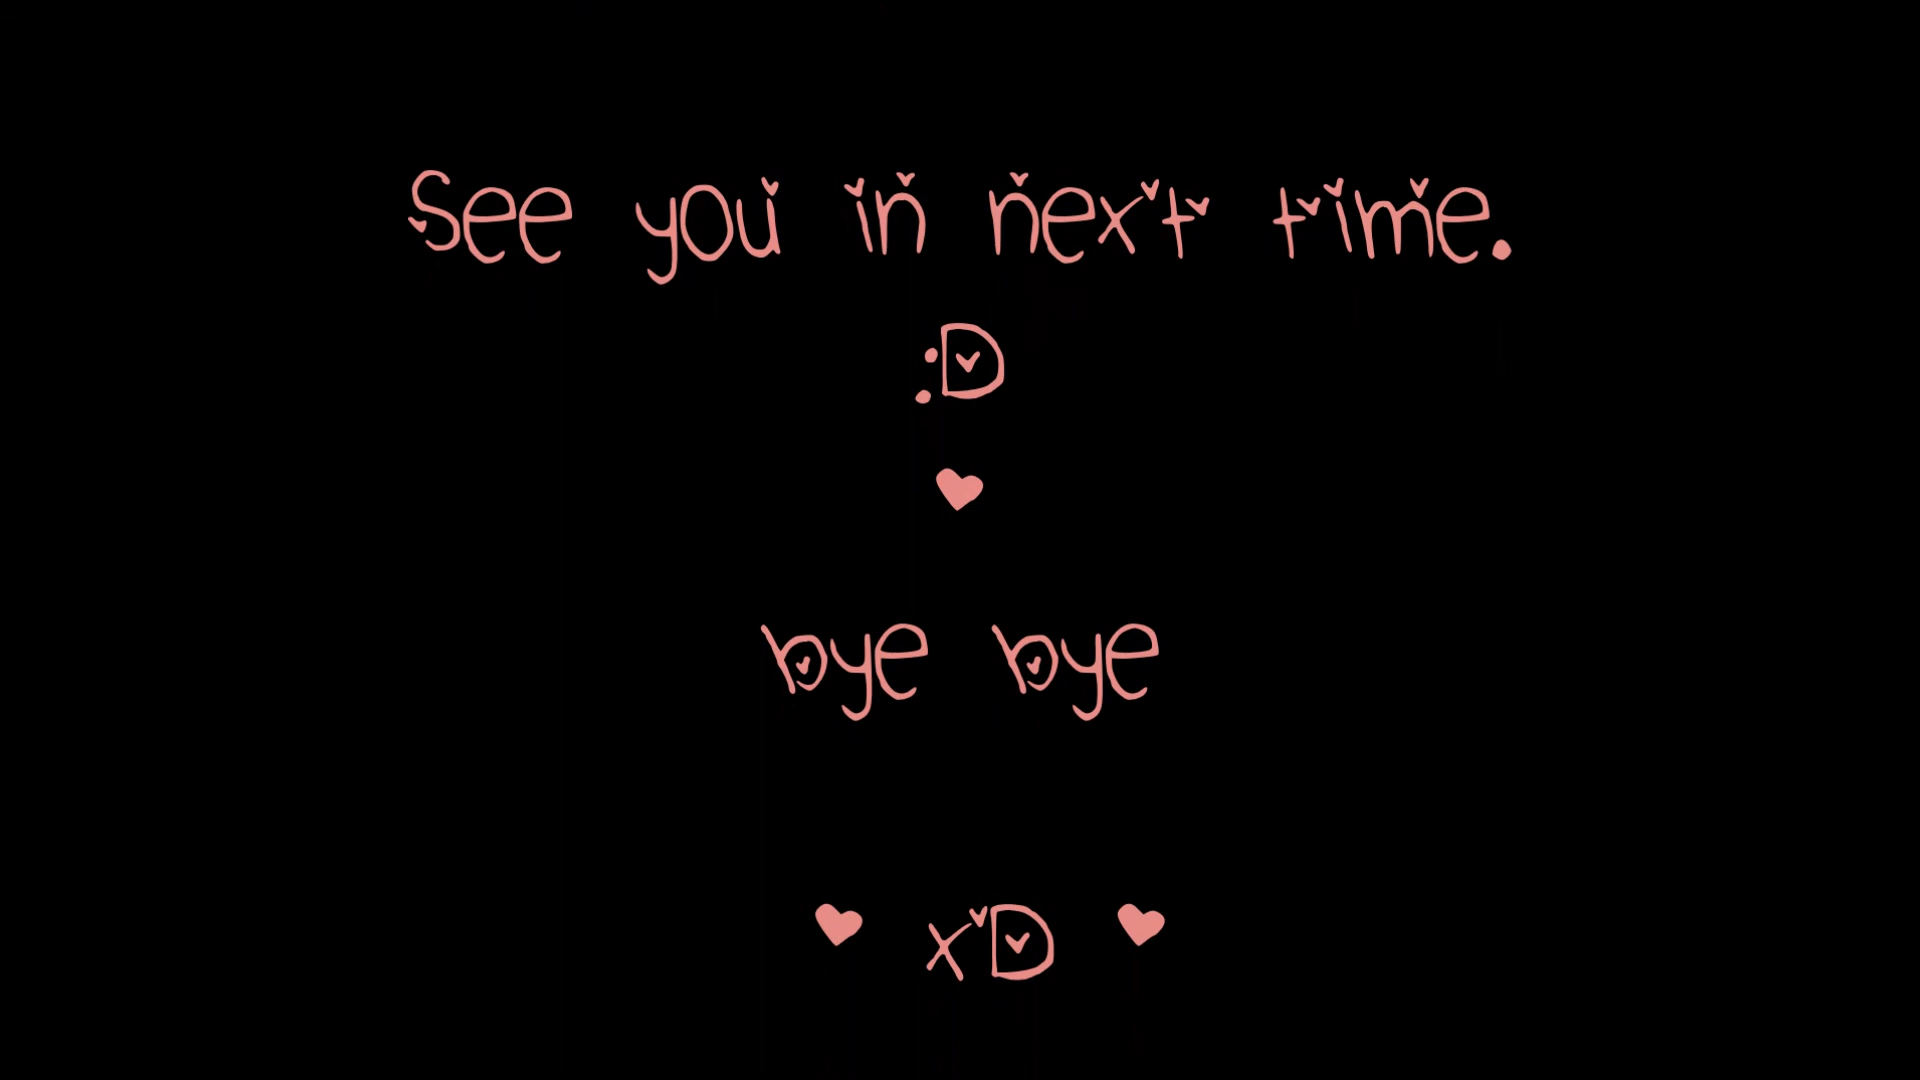 See you in next time.
:D
♥
bye bye
♥ xD ♥